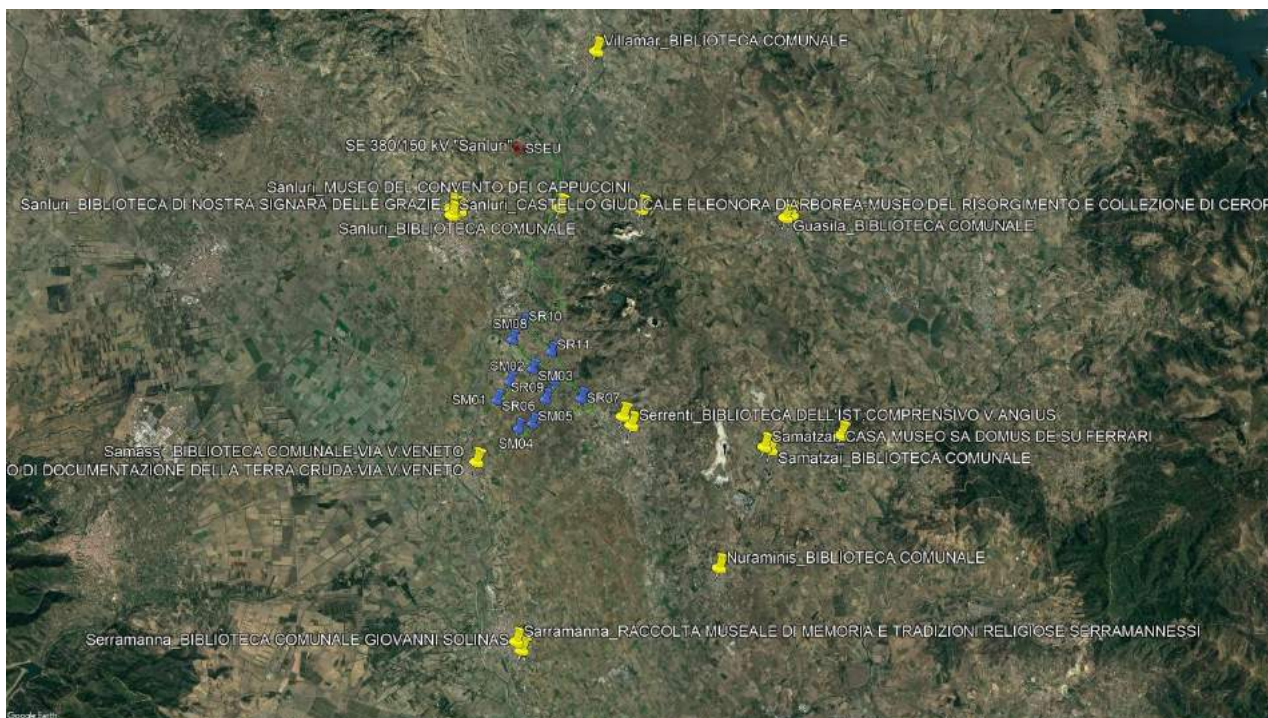 Villamar_BIBLIOTECA COMUNALE
SE 380/150 kV "Sanluri"
SSEU
Sanluri_MUSEO DEL CONVENTO DEI CAPPUCCINI
Sanluri_BIBLIOTECA DI NOSTRA SIGNARA DELLE GRAZIE
Sanluri_CASTELLO GIUDICALE ELEONORA D'ARBOREA-MUSEO DEL RISORGIMENTO E COLLEZIONE DI CEROP
Sanluri_BIBLIOTECA COMUNALE
Guasila_BIBLIOTECA COMUNALE
SR10
SM08
SR11
SM02
SM03
SR09
SM01
SR06
SR07
SM05
SM04
Serrenti_BIBLIOTECA DELL'IST.COMPRENSIVO V.ANGIUS
Samatzai_CASA MUSEO SA DOMUS DE SU FERRARI
Samass_ BIBLIOTECA COMUNALE-VIA V.VENETO
Samatzai_BIBLIOTECA COMUNALE
O DI DOCUMENTAZIONE DELLA TERRA CRUDA-VIA V.VENETO
Nuraminis_BIBLIOTECA COMUNALE
Serramanna_BIBLIOTECA COMUNALE GIOVANNI SOLINAS
Sarramanna_RACCOLTA MUSEALE DI MEMORIA E TRADIZIONI RELIGIOSE SERRAMANNESSI
Google Earth